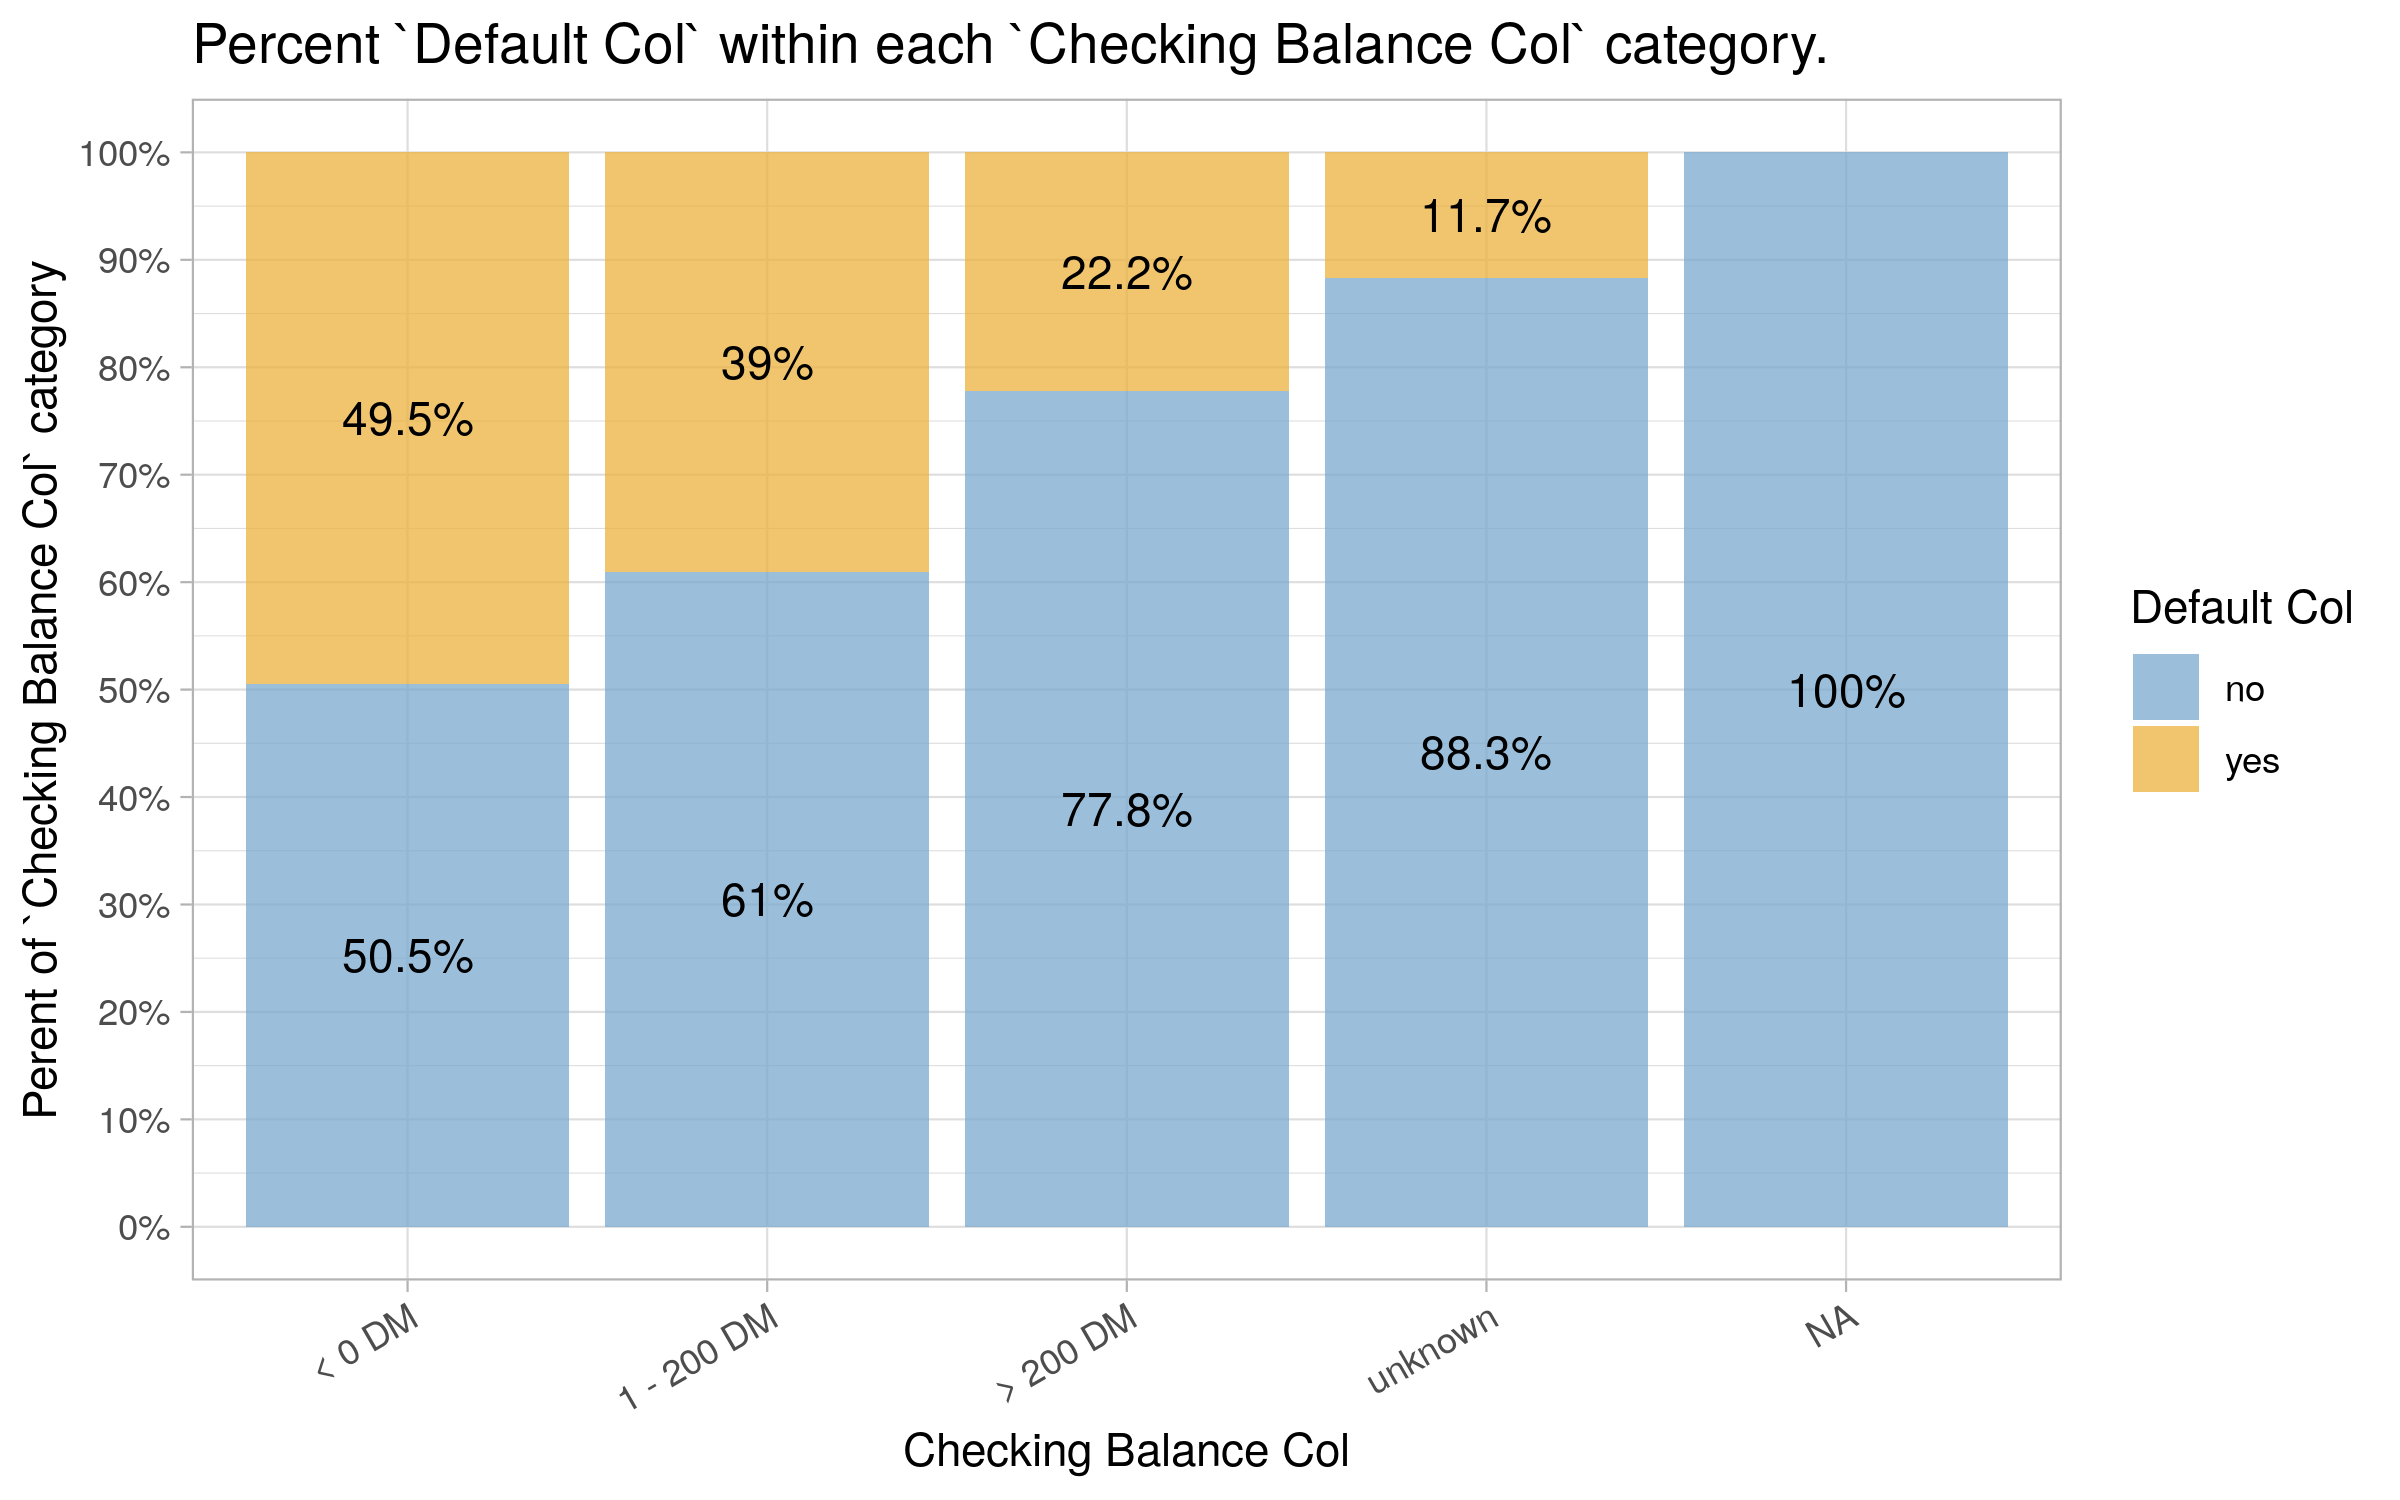 Percent `Default Col` within each `Checking Balance Col` category.
Perent of `Checking Balance Col` category
100%
90%
80%
70%
60%
50%
40%
30%
20%
10%
0%
49.5%
50.5%
39%
61%
22.2%
77.8%
11.7%
88.3%
100%
< 0 DM
1 - 200 DM
> 200 DM
unknown
NA
Checking Balance Col
Default Col
no
yes